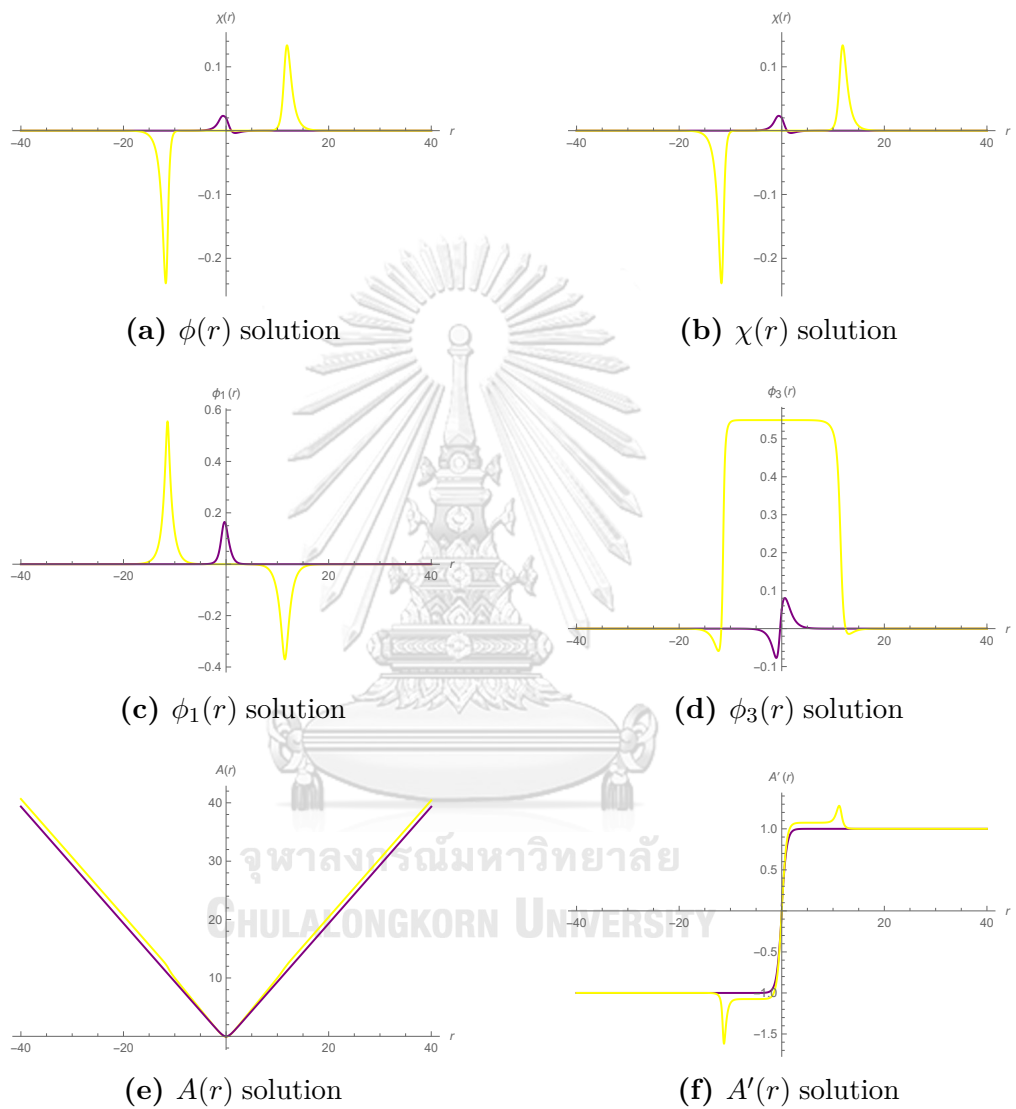 χ(r)
0.1
-40
-20
20
40
r
-0.1
-0.2
(a) ϕ(r) solution
χ(r)
0.1
-40
-20
20
40
r
-0.1
-0.2
(b) χ(r) solution
ϕ1(r)
0.6
0.4
0.2
-40
-20
20
40
r
-0.2
-0.4
(c) ϕ1(r) solution
ϕ3(r)
0.5
0.4
0.3
0.2
0.1
-40
-20
20
40
r
-0.1
(d) ϕ3(r) solution
A(r)
40
30
20
10
-40
-20
20
40
r
(e) A(r) solution
A′(r)
1.0
0.5
-40
-20
20
40
r
-0.5
-1.0
-1.5
(f) A′(r) solution
จุฬาลงกรณ์มหาวิทยาลัย
CHULALONGKORN UNIVERSITY